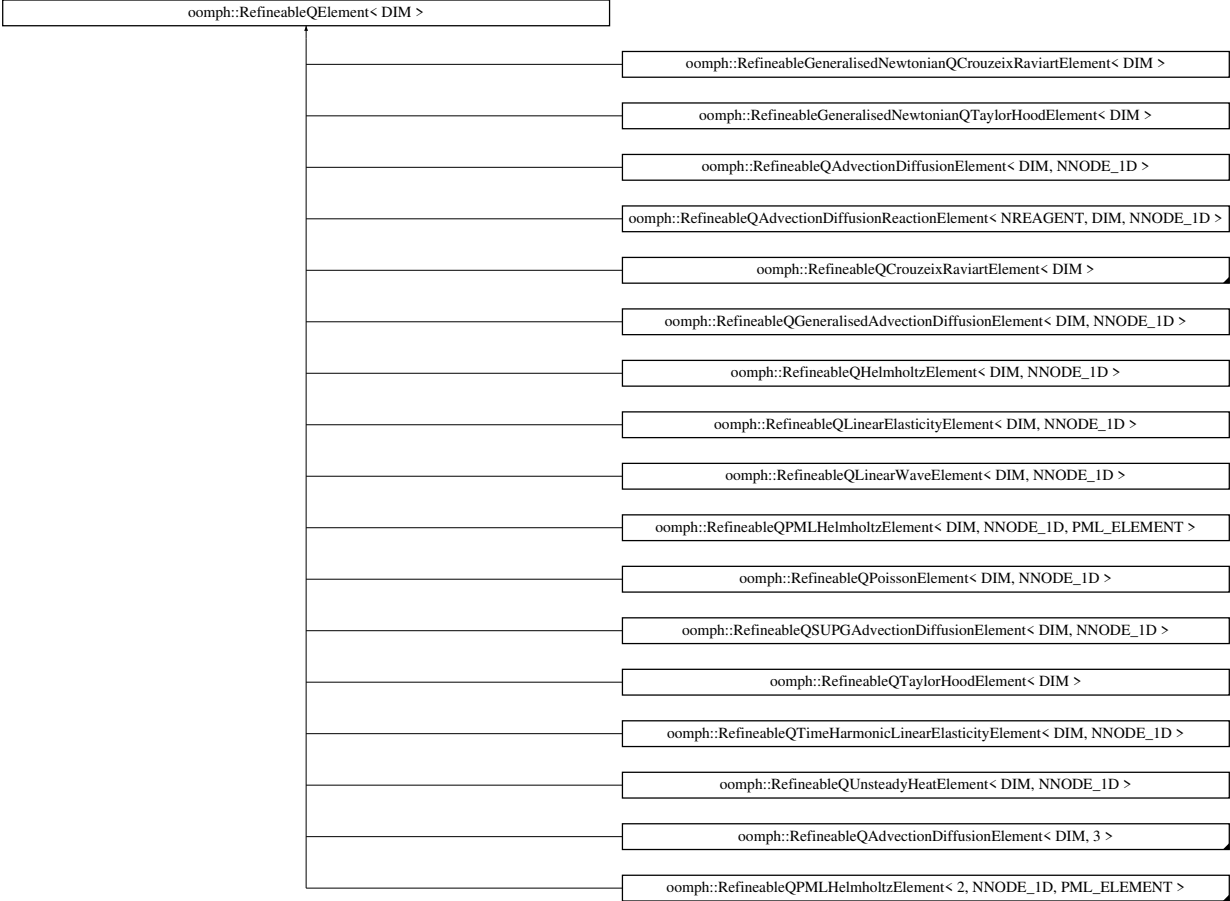 oomph::RefineableQElement< DIM >
oomph::RefineableGeneralisedNewtonianQCrouzeixRaviartElement< DIM >
oomph::RefineableGeneralisedNewtonianQTaylorHoodElement< DIM >
oomph::RefineableQAdvectionDiffusionElement< DIM, NNODE_1D >
oomph::RefineableQAdvectionDiffusionReactionElement< NREAGENT, DIM, NNODE_1D >
oomph::RefineableQCrouzeixRaviartElement< DIM >
oomph::RefineableQGeneralisedAdvectionDiffusionElement< DIM, NNODE_1D >
oomph::RefineableQHelmholtzElement< DIM, NNODE_1D >
oomph::RefineableQLinearElasticityElement< DIM, NNODE_1D >
oomph::RefineableQLinearWaveElement< DIM, NNODE_1D >
oomph::RefineableQPMLHelmholtzElement< DIM, NNODE_1D, PML_ELEMENT >
oomph::RefineableQPoissonElement< DIM, NNODE_1D >
oomph::RefineableQSUPGAdvectionDiffusionElement< DIM, NNODE_1D >
oomph::RefineableQTaylorHoodElement< DIM >
oomph::RefineableQTimeHarmonicLinearElasticityElement< DIM, NNODE_1D >
oomph::RefineableQUnsteadyHeatElement< DIM, NNODE_1D >
oomph::RefineableQAdvectionDiffusionElement< DIM, 3 >
oomph::RefineableQPMLHelmholtzElement< 2, NNODE_1D, PML_ELEMENT >